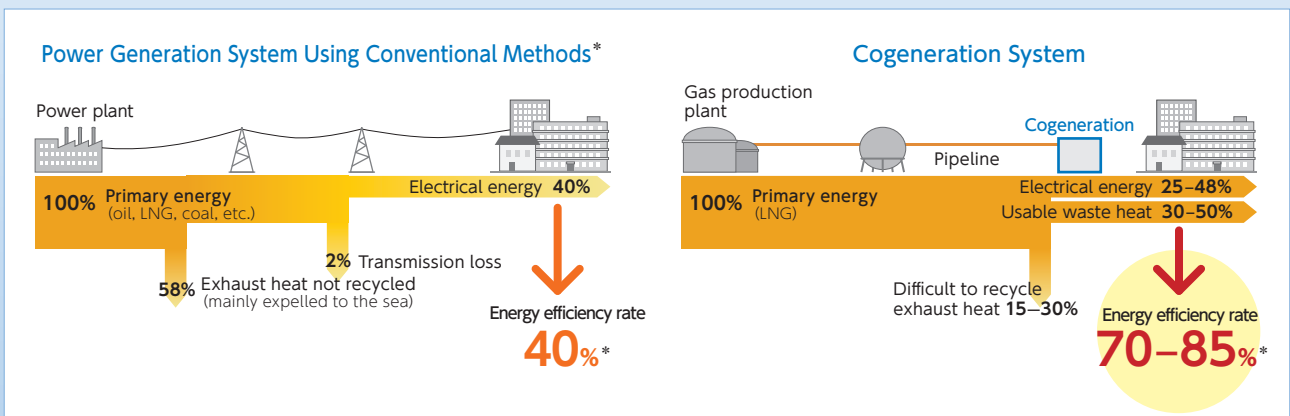 Power Generation System Using Conventional Methods*
Power plant
100% Primary energy
(oil, LNG, coal, etc.)
Electrical energy 40%
2% Transmission loss
58% Exhaust heat not recycled
(mainly expelled to the sea)
Energy efficiency rate
40%*
Cogeneration System
Gas production
plant
Cogeneration
Pipeline
100% Primary energy
(LNG)
Electrical energy 25–48%
Usable waste heat 30–50%
Difficult to recycle
exhaust heat 15–30%
Energy efficiency rate
70–85%*